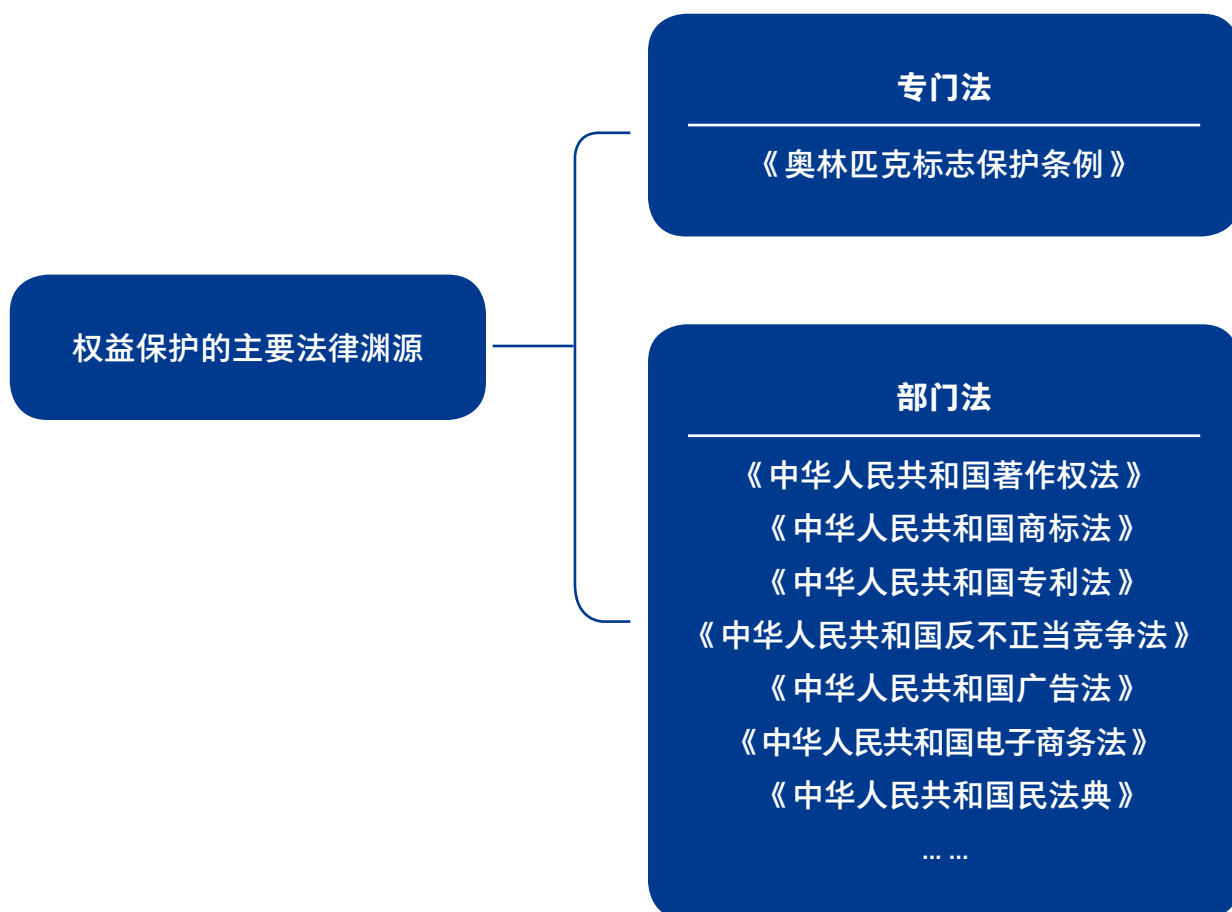 专门法
《奥林匹克标志保护条例》
权益保护的主要法律渊源
部门法
《中华人民共和国著作权法》
《中华人民共和国商标法》
《中华人民共和国专利法》
《中华人民共和国反不正当竞争法》
《中华人民共和国广告法》
《中华人民共和国电子商务法》
《中华人民共和国民法典》
... ...